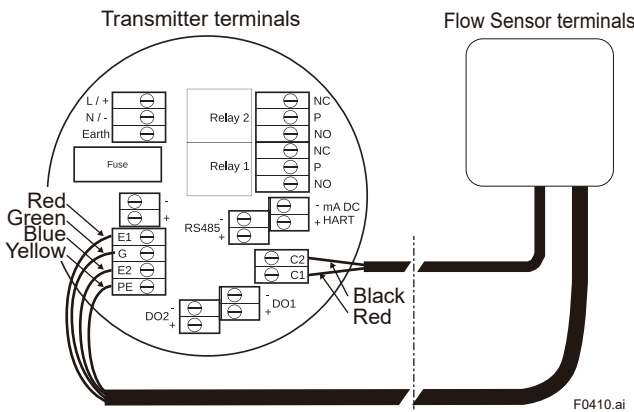 Transmitter terminals
Flow Sensor terminals
L / +
N / -
Earth
Fuse
Relay 2
Relay 1
NC
P
NO
NC
P
NO
- mA DC
+ HART
RS485
-
+
-
+
Red
Green
Blue
Yellow
E1
G
E2
PE
C2
C1
Black
Red
DO2
-
+
-
+
DO1
F0410.ai